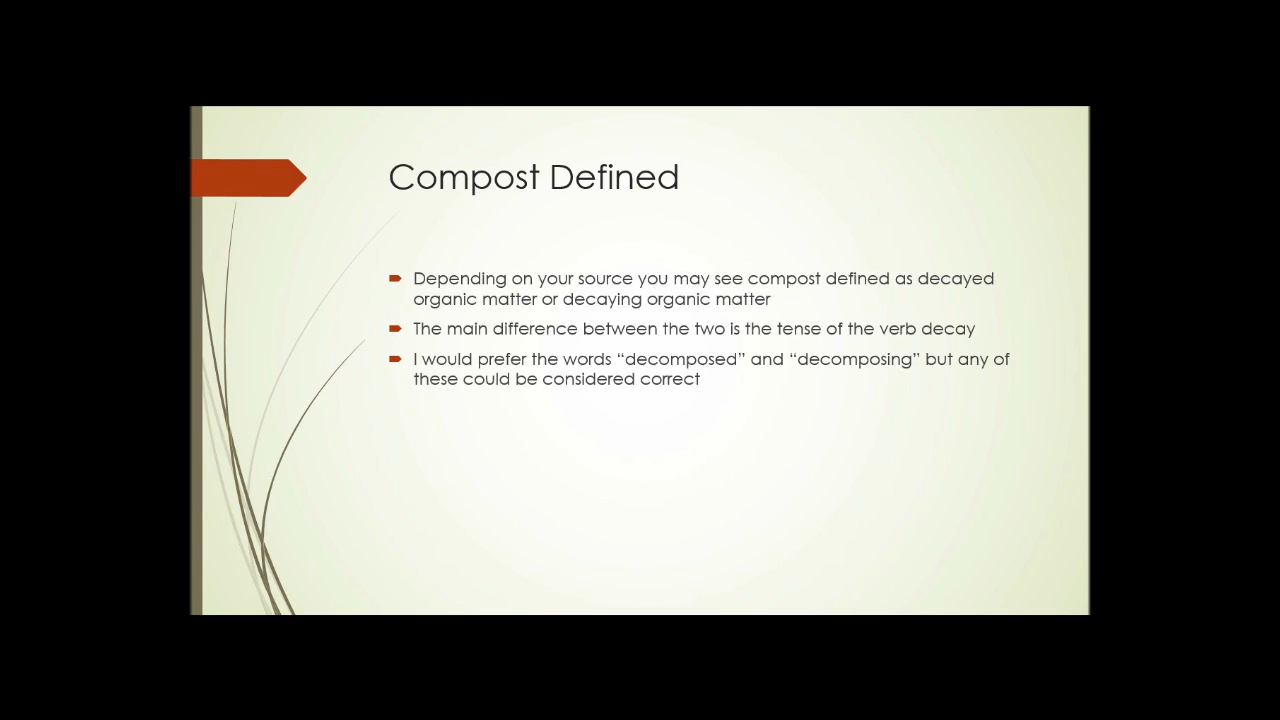 Compost Defined
Depending on your source you may see compost defined as decayed
organic matter or decaying organic matter
The main difference between the two is the tense of the verb decay
I would prefer the words “decomposed” and “decomposing” but any of
these could be considered correct